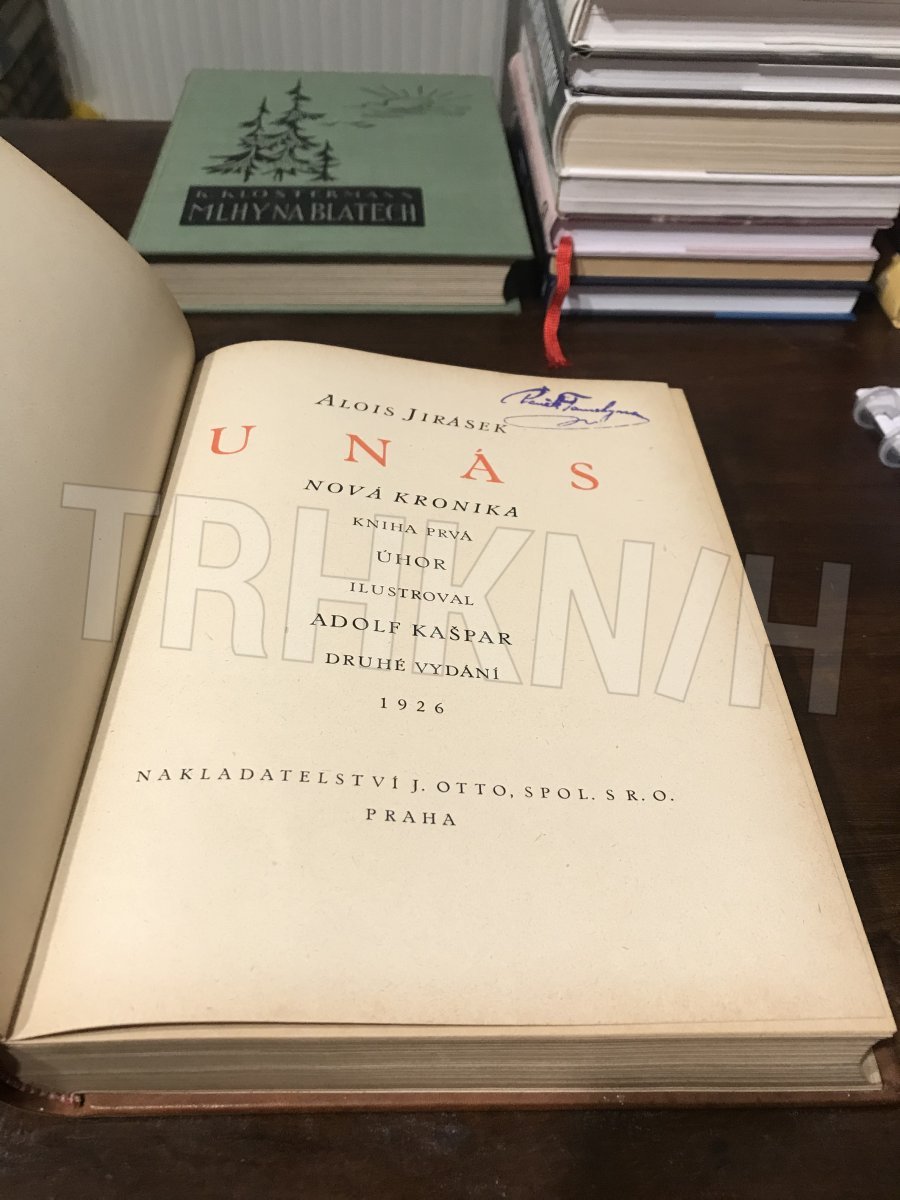 K. KLOSTERMANN
MLHY NA BLATECH
ALOIS JIRÁSEK
U NÁS
NOVÁ KRONIKA
KNIHA PRVÁ
ÚHOR
ILUSTROVAL
ADOLF KAŠPAR
DRUHÉ VYDÁNÍ
1926
NAKLADATELSTVÍ J. OTTO, SPOL. S R. O.
PRAHA
TRHKNIH